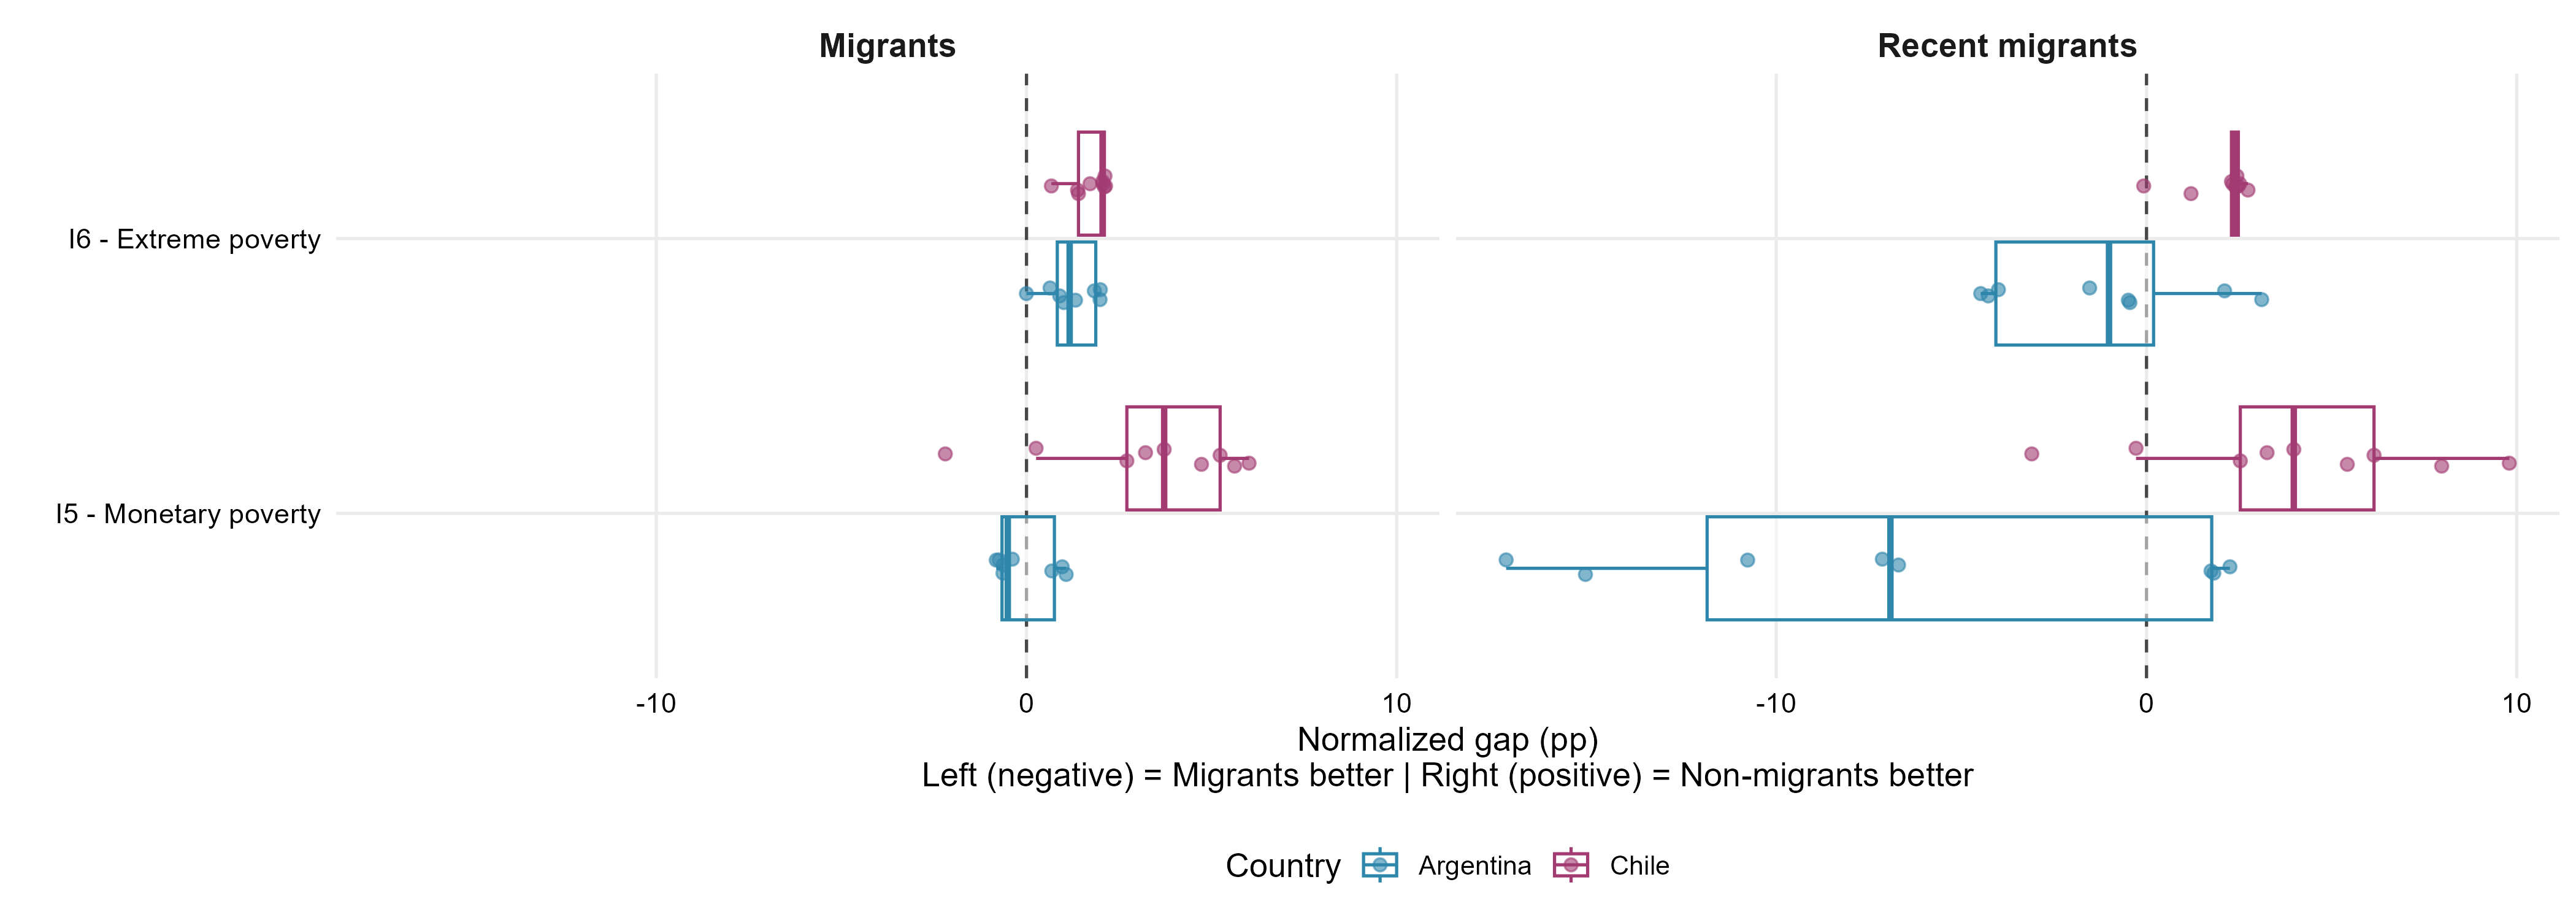 Migrants
Recent migrants
I6 - Extreme poverty
I5 - Monetary poverty
-10
0
10
-10
0
10
Normalized gap (pp)
Left (negative) = Migrants better | Right (positive) = Non-migrants better
Country
Argentina
Chile